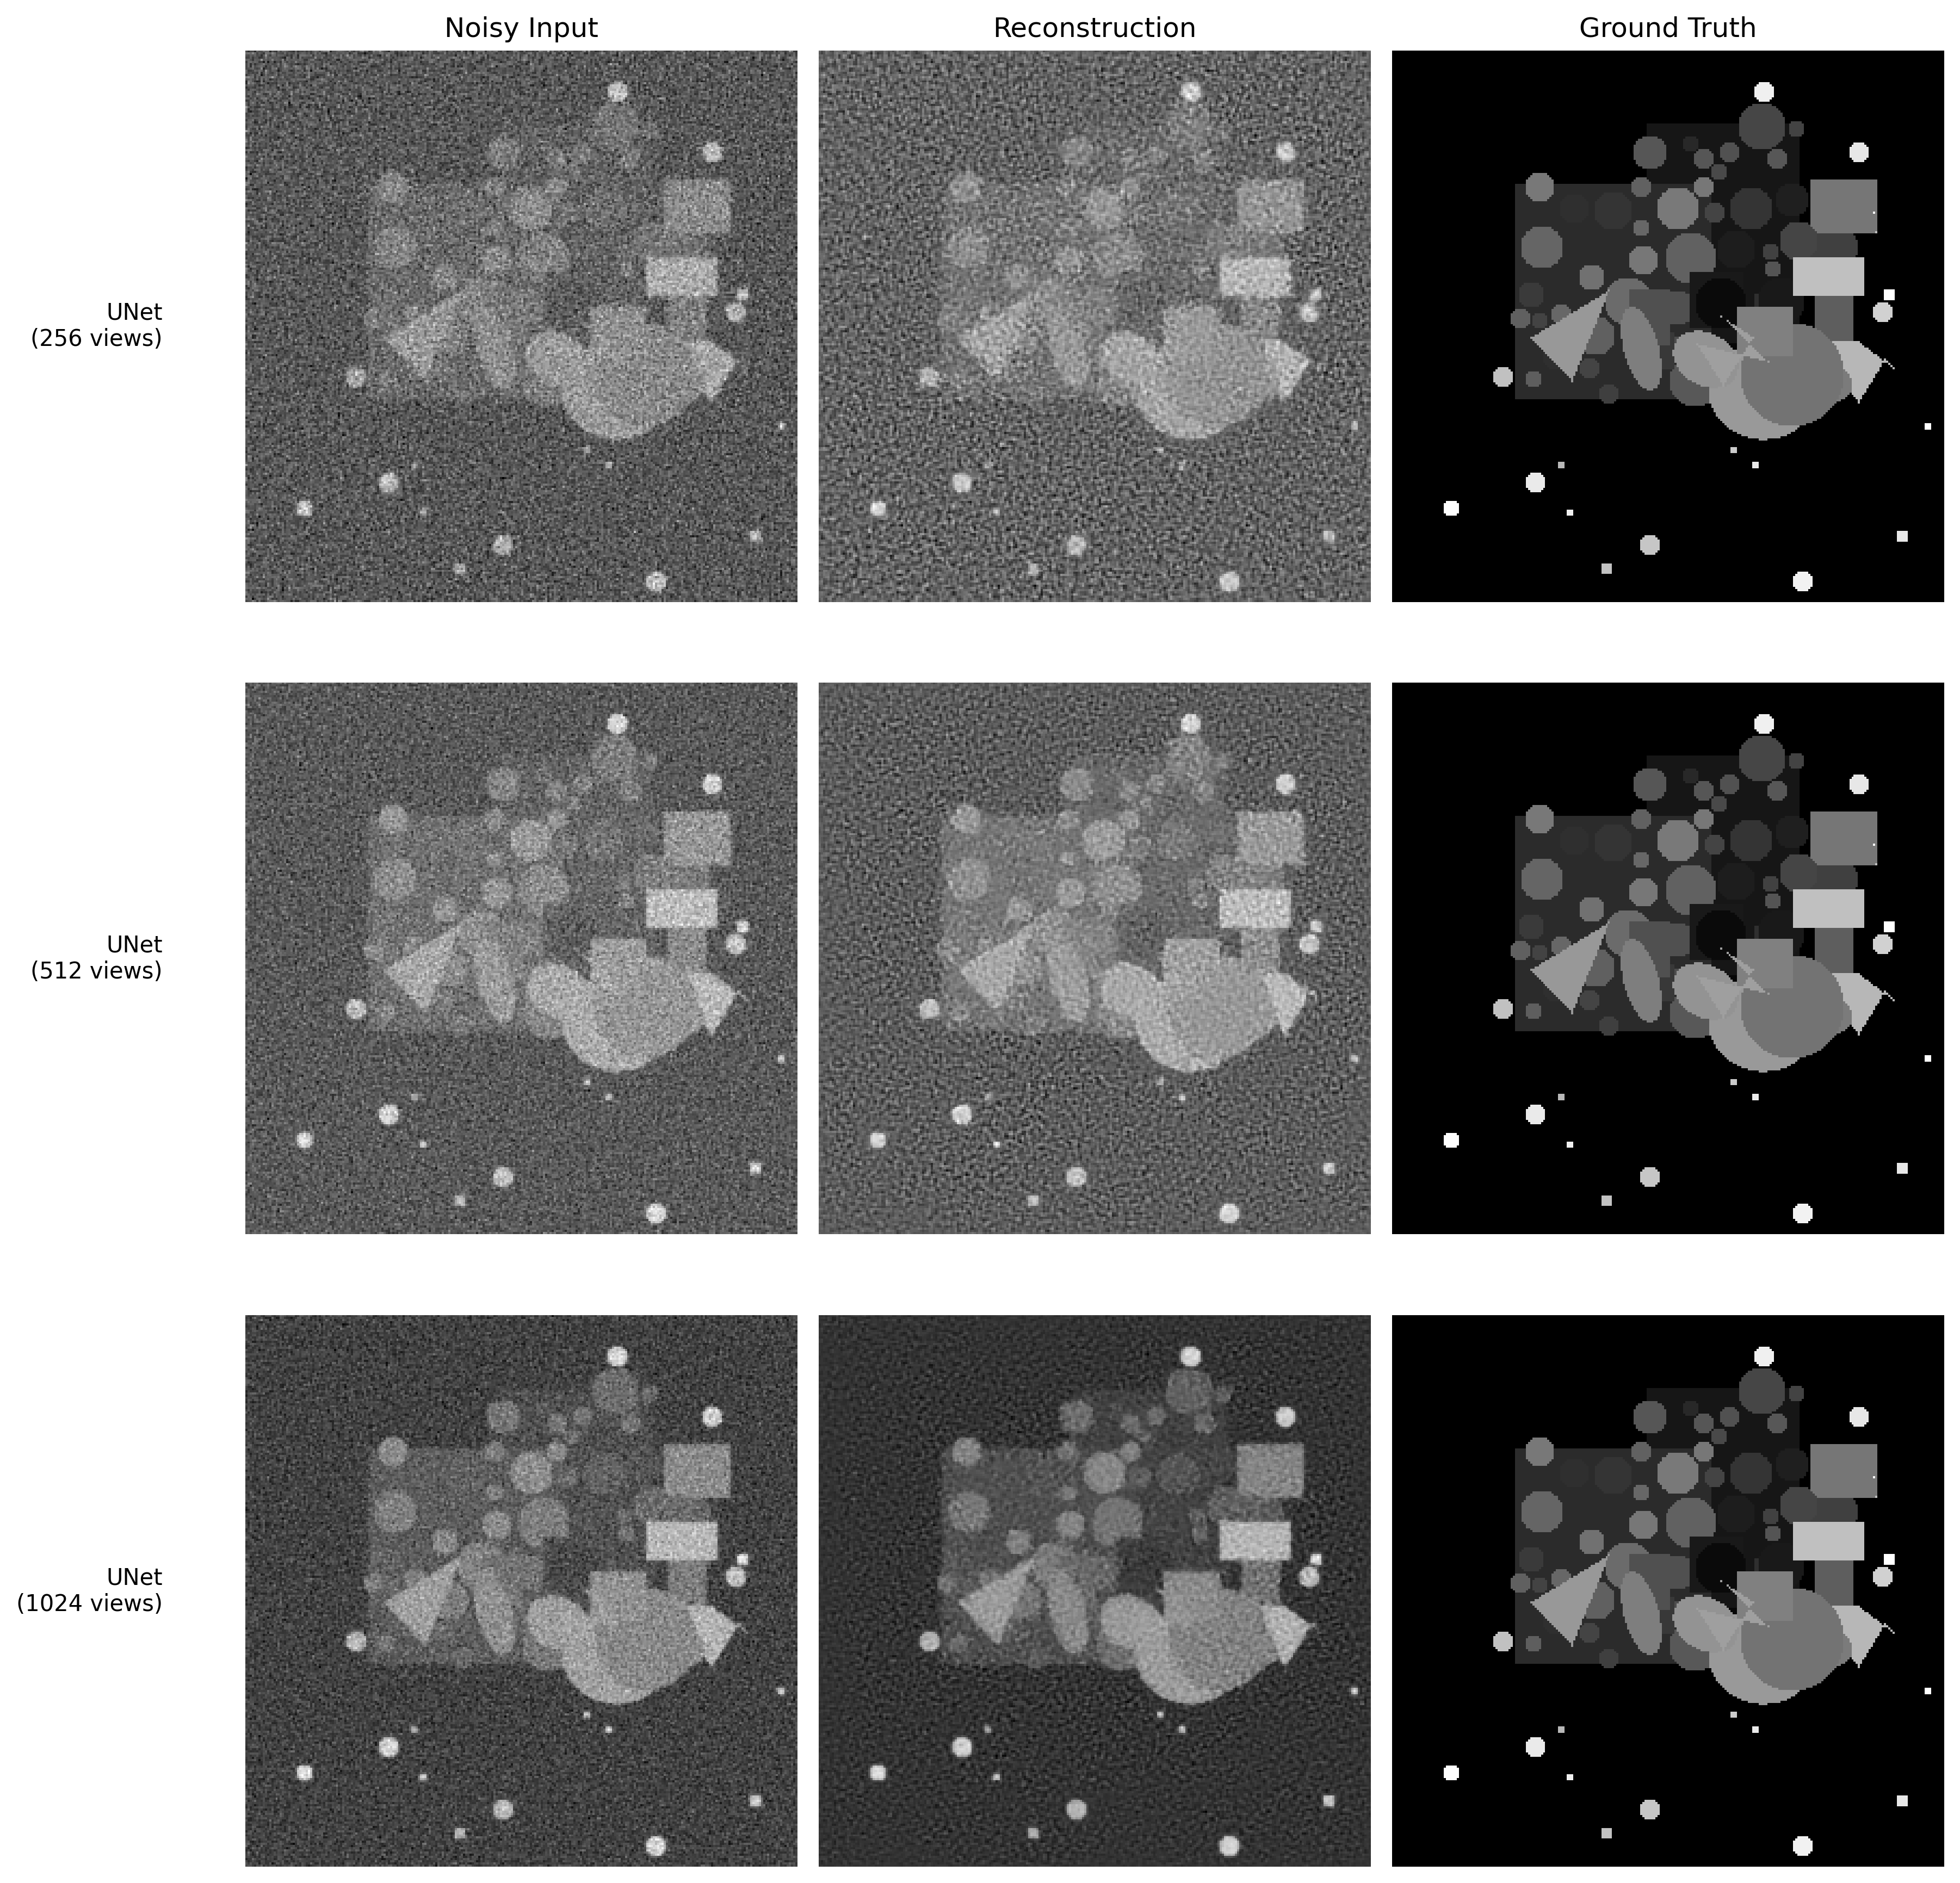 Noisy Input
Reconstruction
Ground Truth
UNet
(256 views)
UNet
(512 views)
UNet
(1024 views)